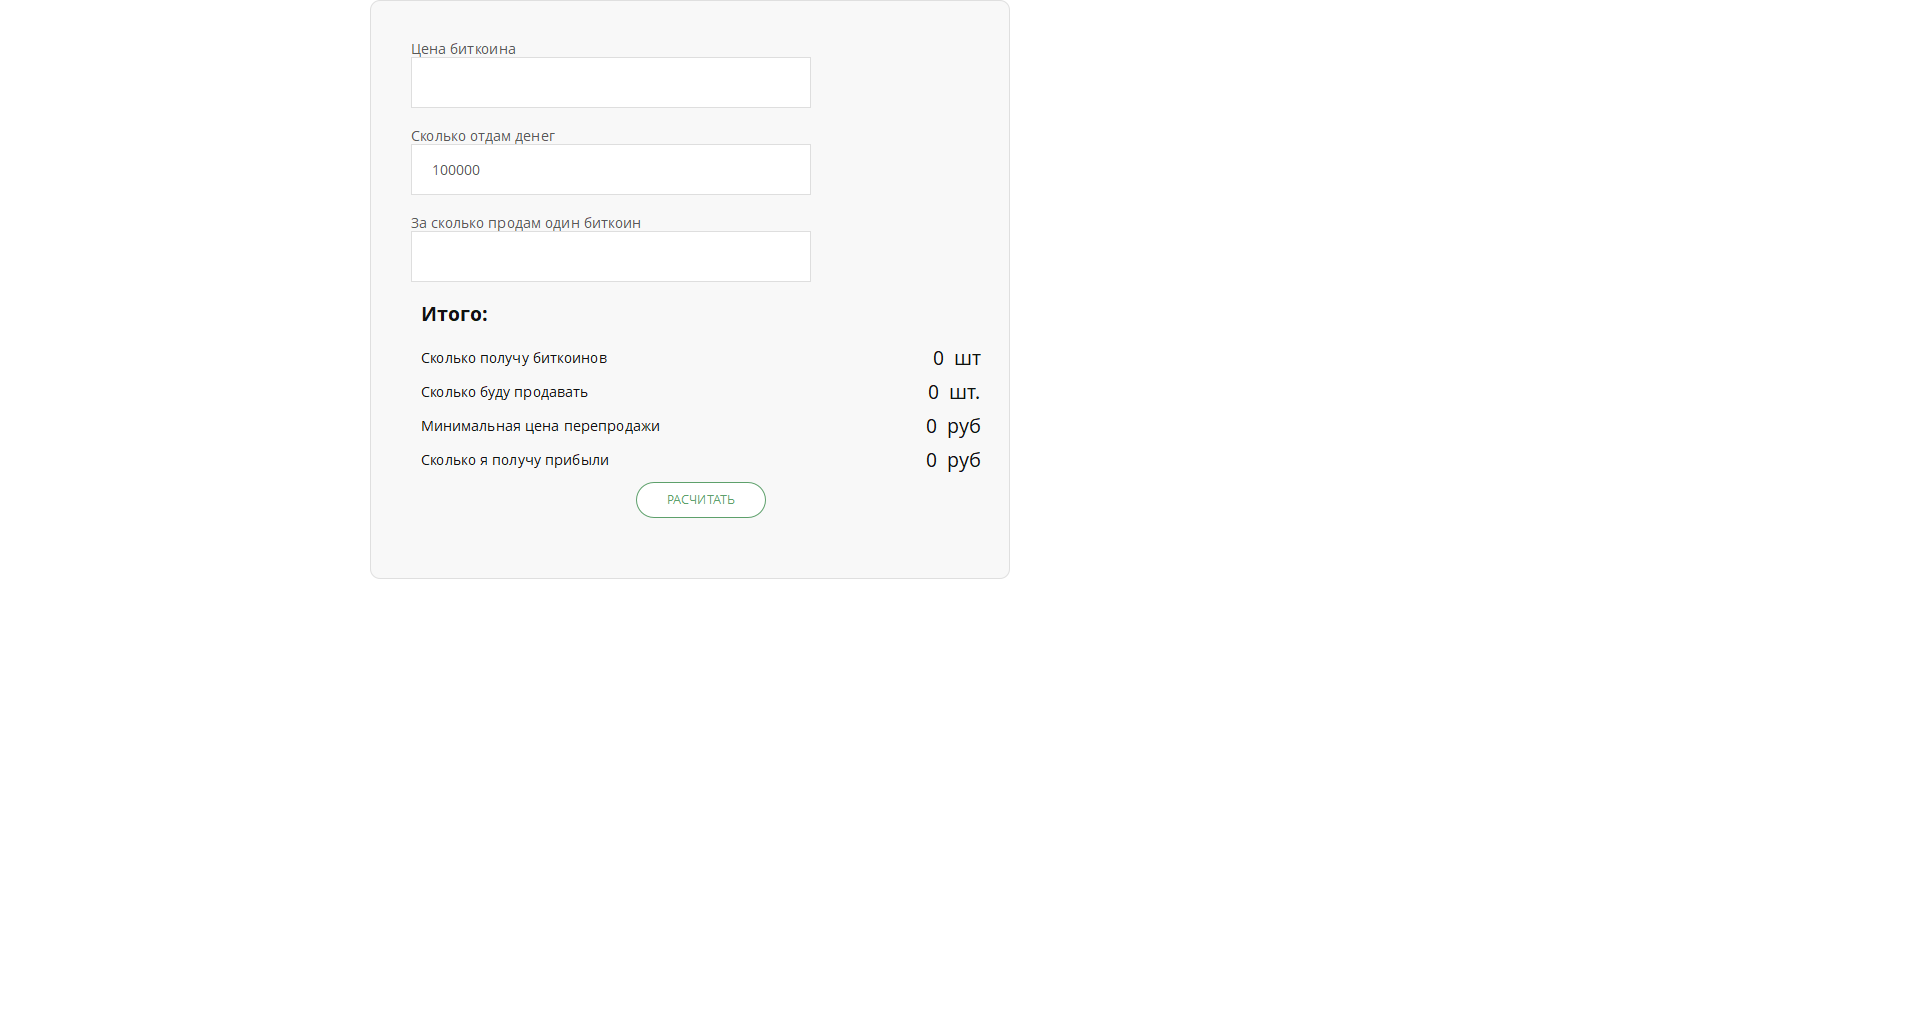 Цена биткоина
Сколько отдам денег
100000
За сколько продам один биткоин
Итого:
Сколько получу биткоинов 0 шт
Сколько буду продавать 0 шт.
Минимальная цена перепродажи 0 руб
Сколько я получу прибыли 0 руб
РАСЧИТАТЬ